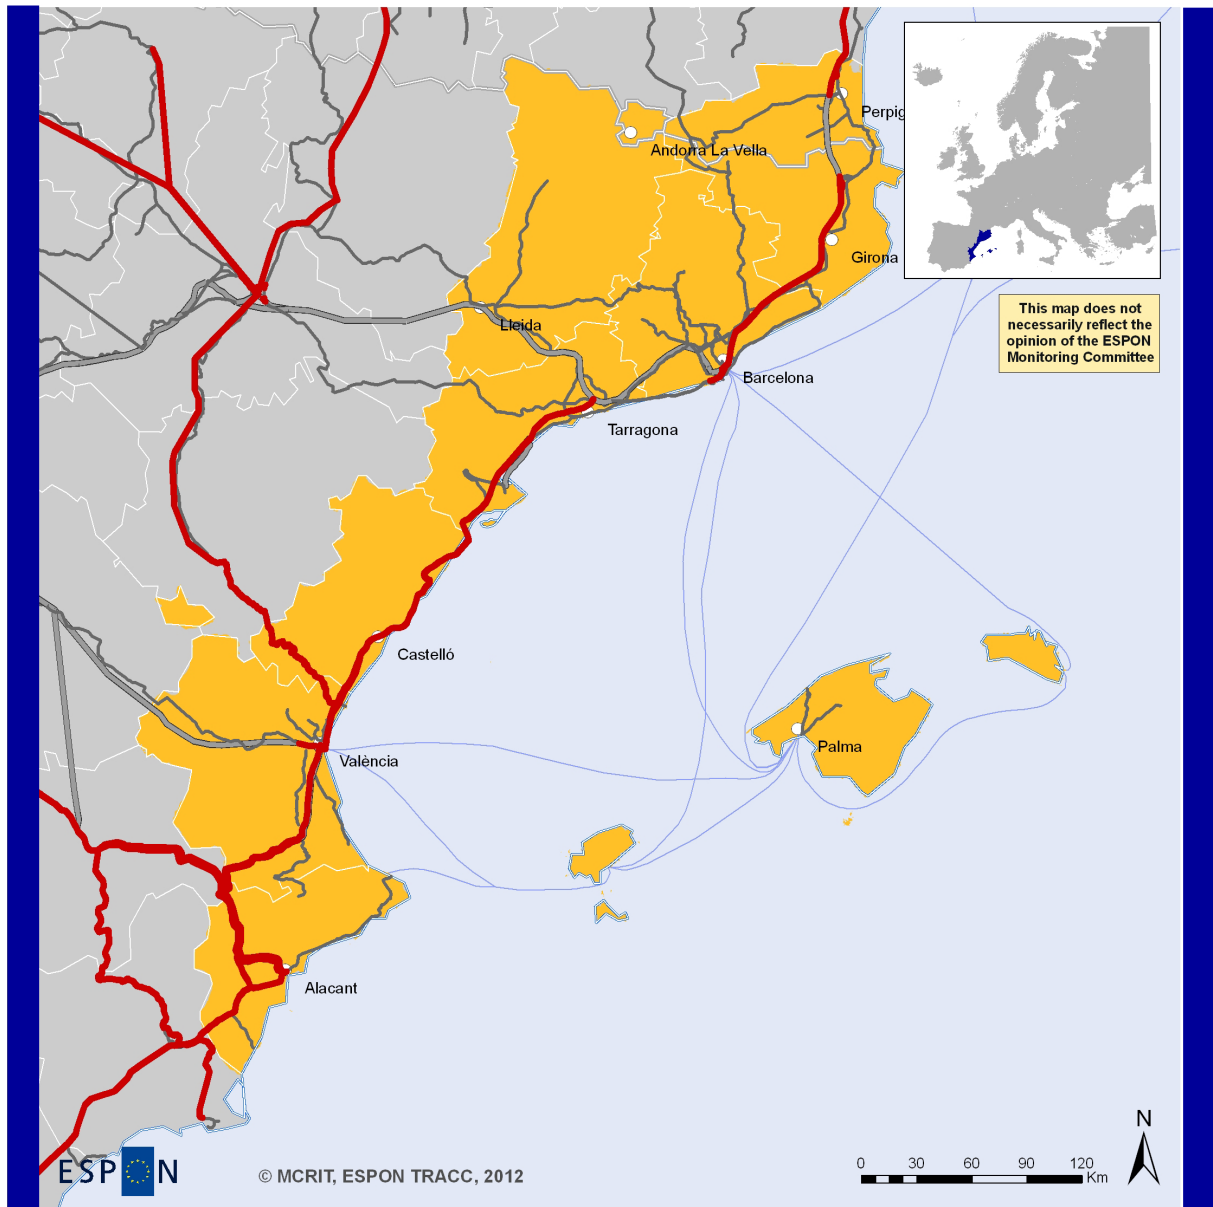 Perpig
Andorra La Vella
Girona
This map does not
necessarily reflect the
opinion of the ESPON
Monitoring Committee
Lleida
Barcelona
Tarragona
Castelló
Palma
València
Alacant
N
0 30 60 90 120
Km
ESPON
© MCRIT, ESPON TRACC, 2012